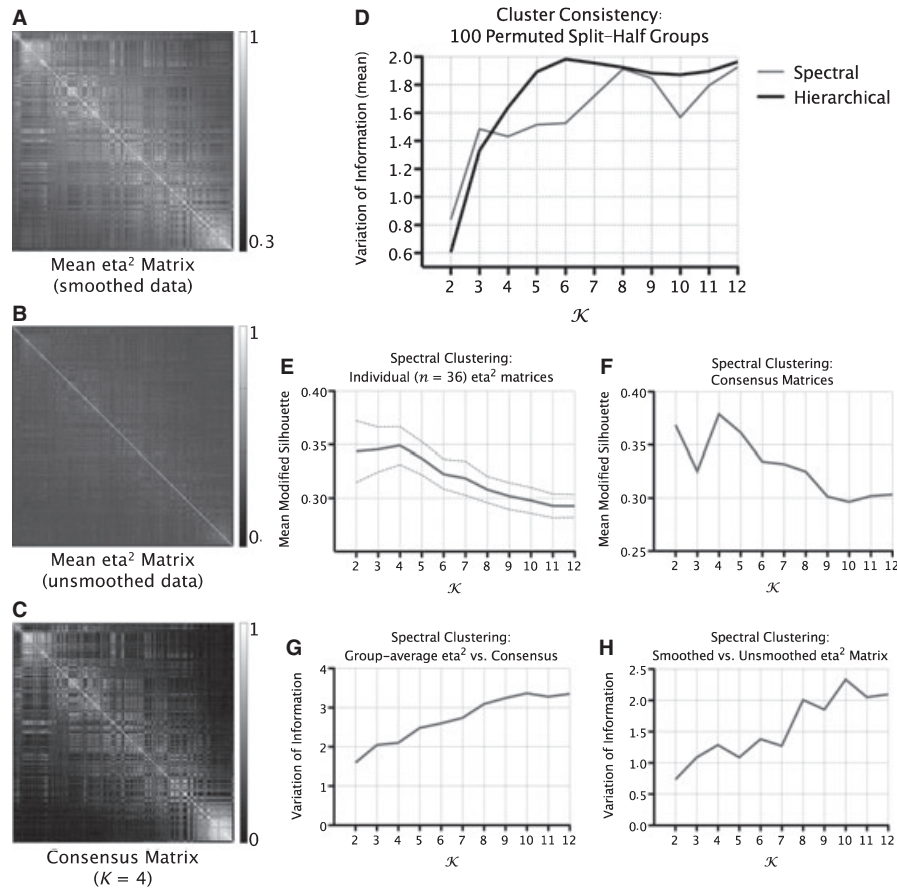 A
1
0.3
Mean eta² Matrix
(smoothed data)
B
1
0.
Mean eta² Matrix
(unsmoothed data)
C
1
0
Consensus Matrix
(K = 4)
D
Cluster Consistency:
100 Permuted Split-Half Groups
Variation of Information (mean)
2.0
1.8
1.6
1.4
1.2
1.0
0.8
0.6
2 3 4 5 6 7 8 9 10 11 12
K
Spectral
Hierarchical
E
Spectral Clustering:
Individual (n = 36) eta² matrices
Mean Modified Silhouette
0.40
0.35
0.30
2 3 4 5 6 7 8 9 10 11 12
K
F
Spectral Clustering:
Consensus Matrices
Mean Modified Silhouette
0.40
0.35
0.30
0.25
2 3 4 5 6 7 8 9 10 11 12
K
G
Spectral Clustering:
Group-average eta² vs. Consensus
Variation of Information
4
3
2
1
0
2 3 4 5 6 7 8 9 10 11 12
K
H
Spectral Clustering:
Smoothed vs. Unsmoothed eta² Matrix
Variation of Information
2.5
2.0
1.5
1.0
0.5
0.0
2 3 4 5 6 7 8 9 10 11 12
K